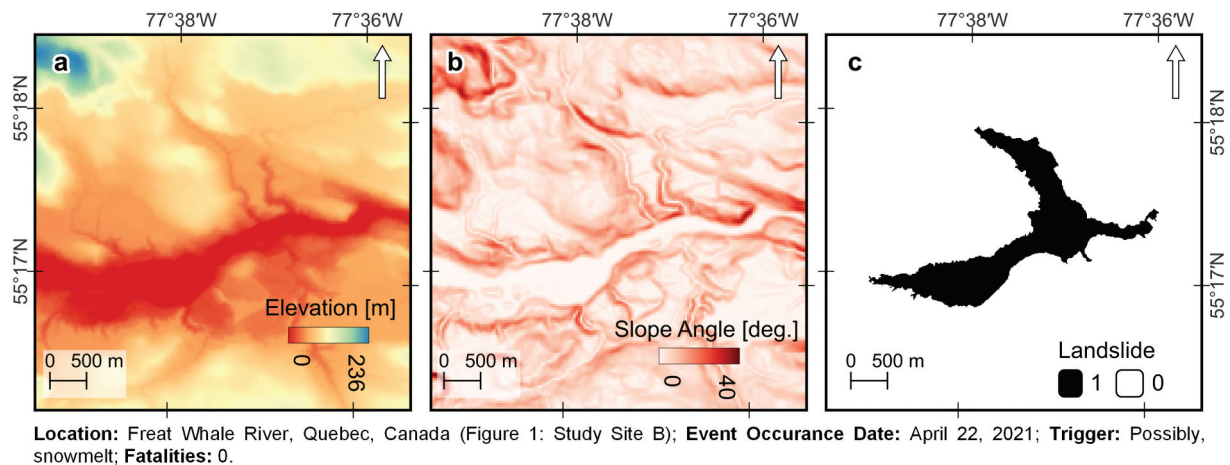 77°38'W 77°36'W 77°38'W 77°36'W 77°38'W 77°36'W
a b c
55°18'N 55°18'N
55°17'N 55°17'N
Elevation [m] Slope Angle [deg.] Landslide
0 236 0 40 1 0
0 500 m 0 500 m 0 500 m
Location: Freat Whale River, Quebec, Canada (Figure 1: Study Site B); Event Occurance Date: April 22, 2021; Trigger: Possibly,
snowmelt; Fatalities: 0.